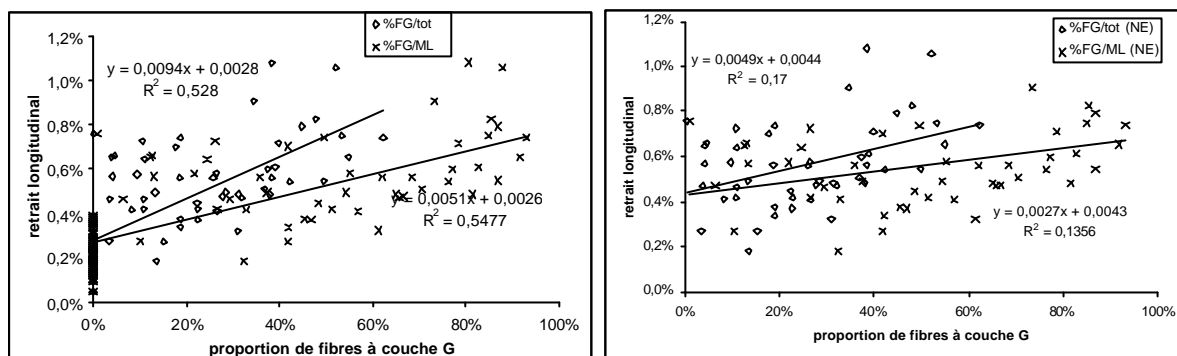 %FG/tot
%FG/ML
1,2%
1,0%
0,8%
0,6%
0,4%
0,2%
0,0%
retrait longitudinal
y = 0,0094x + 0,0028
R² = 0,528
y = 0,0051x + 0,0026
R² = 0,5477
0% 20% 40% 60% 80% 100%
proportion de fibres à couche G
%FG/tot (NE)
%FG/ML (NE)
1,2%
1,0%
0,8%
0,6%
0,4%
0,2%
0,0%
retrait longitudinal
y = 0,0049x + 0,0044
R² = 0,17
y = 0,0027x + 0,0043
R² = 0,1356
0% 20% 40% 60% 80% 100%
proportion de fibres à couche G